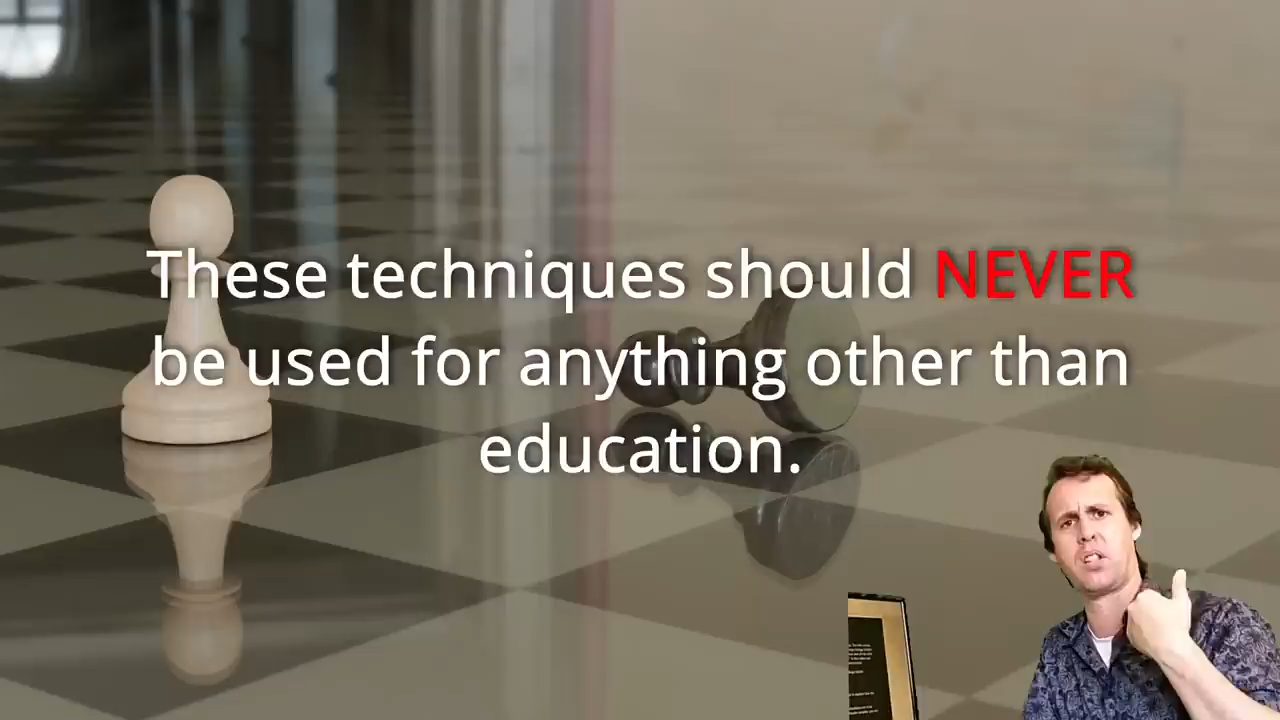 These techniques should NEVER
be used for anything other than
education.